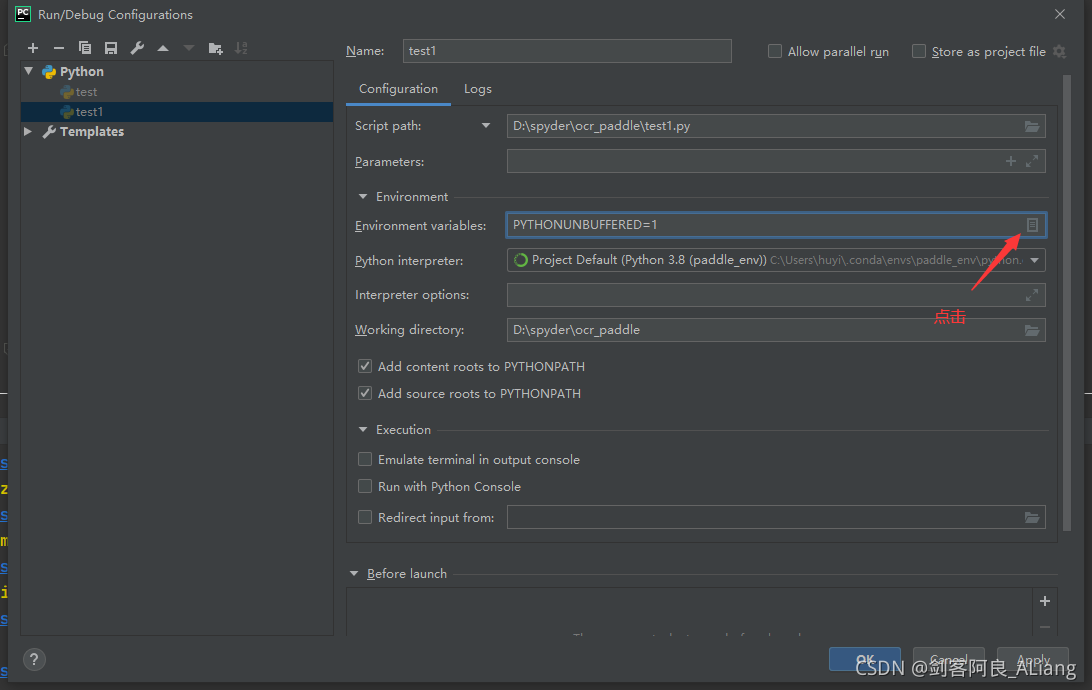 PC Run/Debug Configurations
Name: test1 Allow parallel run Store as project file
Python
test
test1
Templates
Configuration Logs
Script path: D:\spyder\ocr_paddle\test1.py
Parameters:
Environment
Environment variables: PYTHONUNBUFFERED=1
Python interpreter: Project Default (Python 3.8 (paddle_env)) C:\Users\huyi\.conda\envs\paddle_env\python.
Interpreter options:
点击
Working directory: D:\spyder\ocr_paddle
Add content roots to PYTHONPATH
Add source roots to PYTHONPATH
Execution
Emulate terminal in output console
Run with Python Console
Redirect input from:
Before launch
? OK Cancel Apply
CSDN @剑客阿良_ALiang